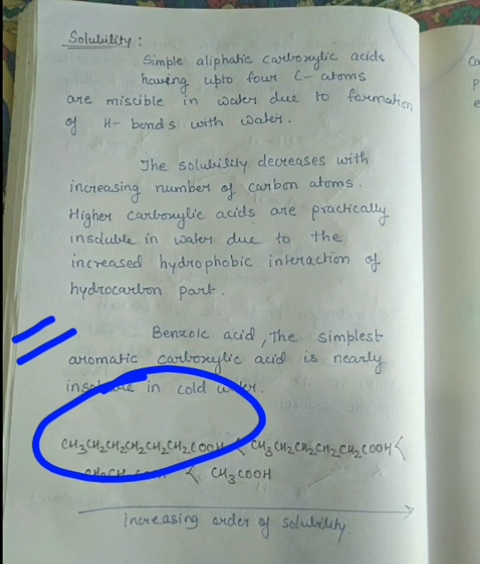 Solubility :
Simple aliphatic carboxylic acids
having upto four C- atoms
are miscible in water due to formation
of H- bonds with water.
The solubility decreases with
increasing number of carbon atoms.
Higher carboxylic acids are practically
insoluble in water due to the
increased hydrophobic interaction of
hydrocarbon part.
Benzoic acid, The simplest
aromatic carboxylic acid is nearly
insoluble in cold water.
CH3CH2CH2CH2CH2CH2COOH < CH3CH2CH2CH2CH2COOH <
< CH3COOH
increasing order of solubility
Ca
p
e